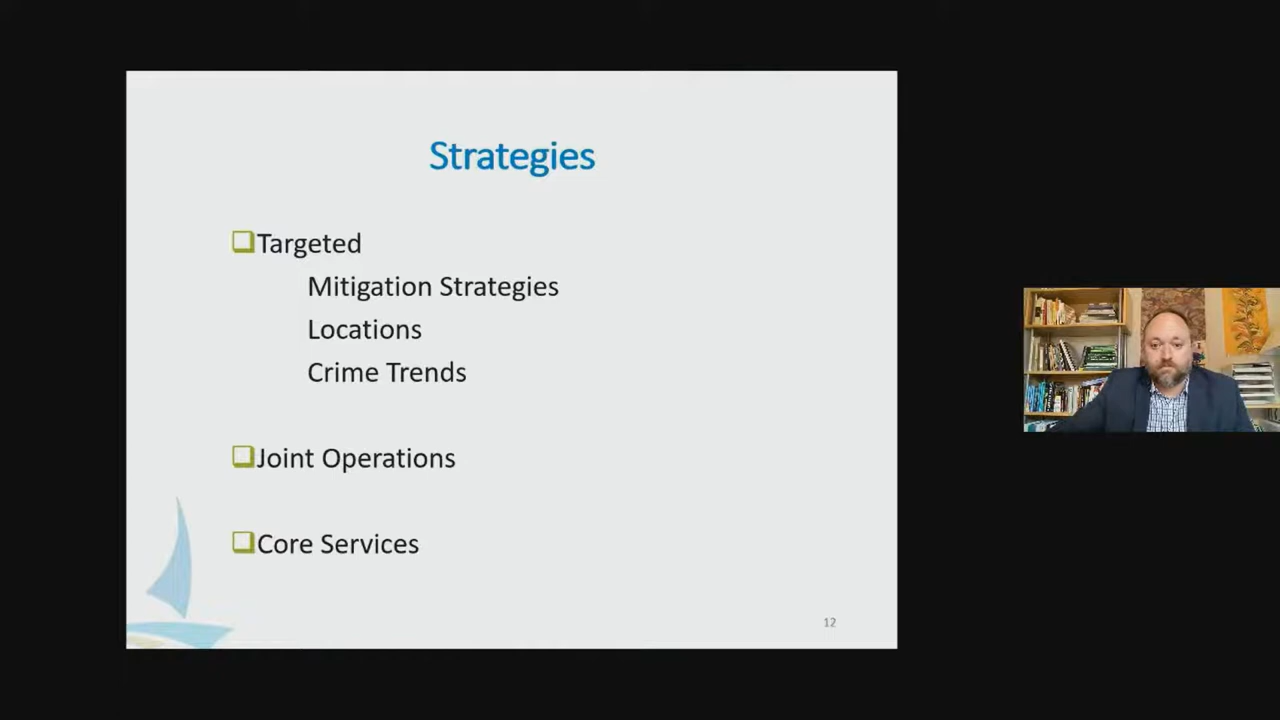 Strategies
Targeted
Mitigation Strategies
Locations
Crime Trends
Joint Operations
Core Services
12